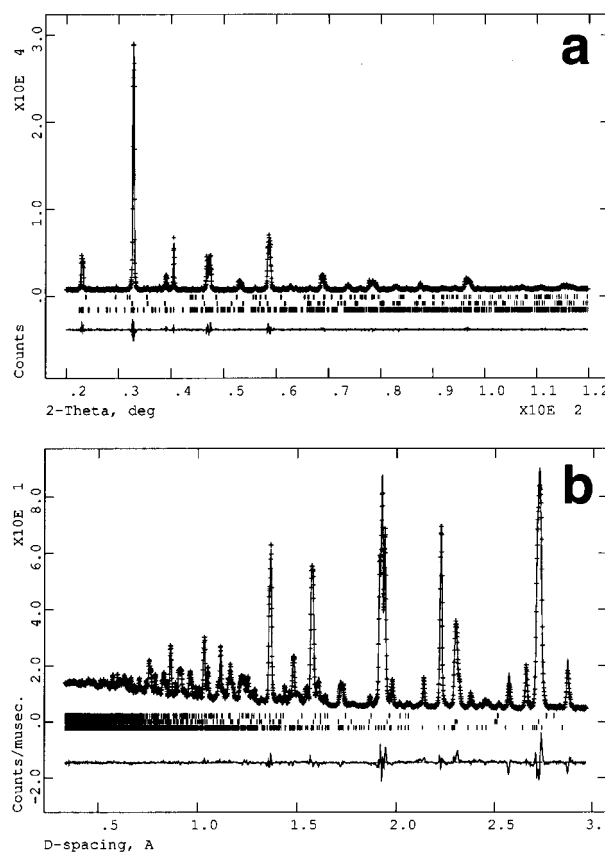 a
X10E 4
3.0
2.0
1.0
.0
Counts
.2 .3 .4 .5 .6 .7 .8 .9 1.0 1.1 1.2
2-Theta, deg X10E 2
b
X10E 1
8.0
6.0
4.0
2.0
.0
-2.0
Counts/musec.
.5 1.0 1.5 2.0 2.5 3.
D-spacing, A